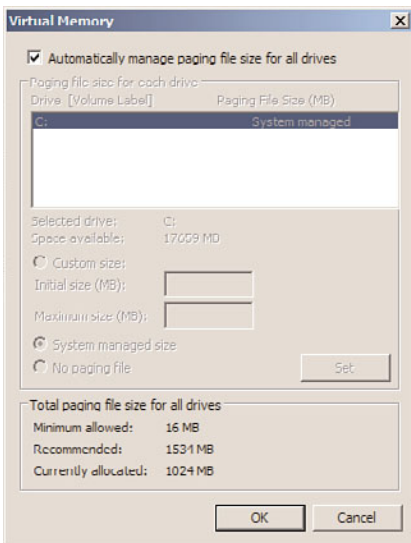 Virtual Memory
Automatically manage paging file size for all drives
Paging file size for each drive
Drive [Volume Label] Paging File Size (MB)
C: System managed
Selected drive: C:
Space available: 17659 MB
Custom size:
Initial size (MB):
Maximum size (MB):
System managed size
No paging file
Set
Total paging file size for all drives
Minimum allowed: 16 MB
Recommended: 1534 MB
Currently allocated: 1024 MB
OK Cancel